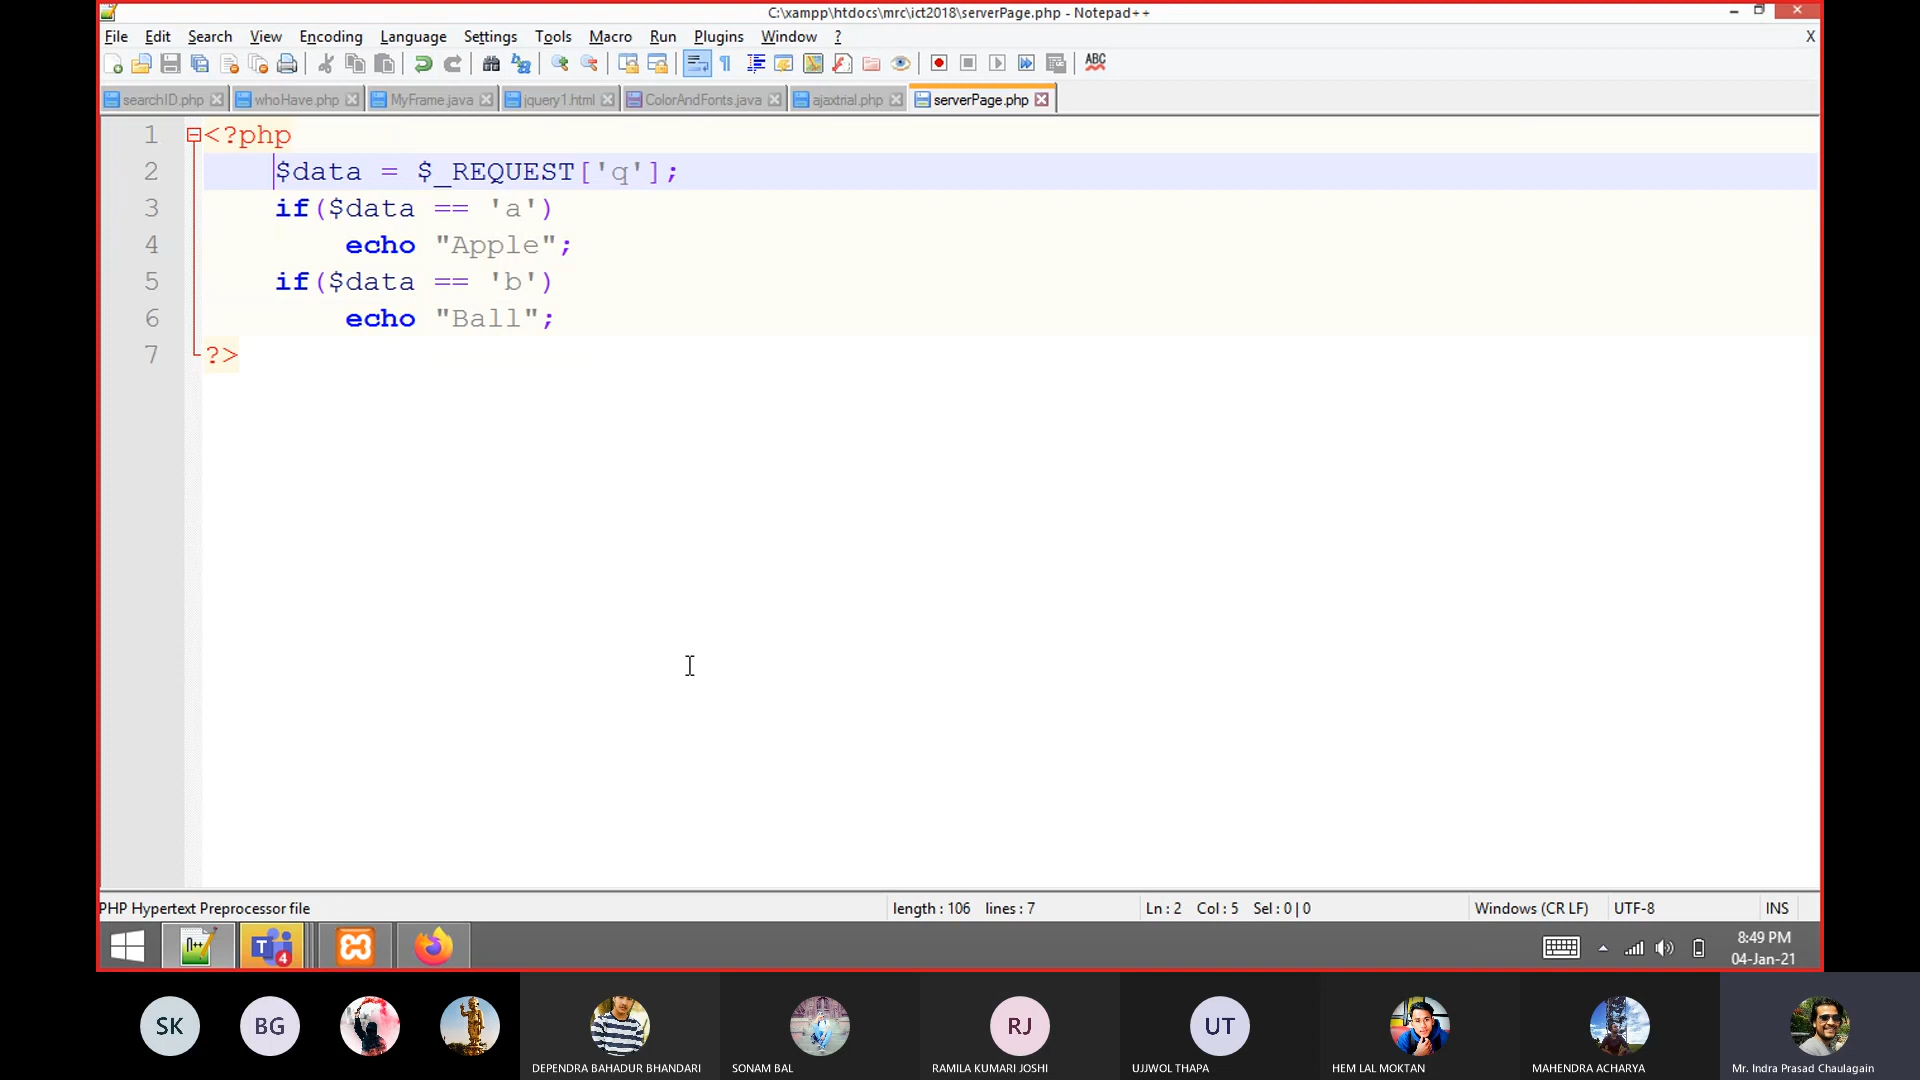 C:\xampp\htdocs\mrc\ict2018\serverPage.php - Notepad++
File Edit Search View Encoding Language Settings Tools Macro Run Plugins Window ? X
ABC
searchID.php whoHave.php MyFrame.java jquery1.html ColorAndFonts.java ajaxtrial.php serverPage.php
1 <?php
2 $data = $_REQUEST['q'];
3 if($data == 'a')
4 echo "Apple";
5 if($data == 'b')
6 echo "Ball";
7 ?>
PHP Hypertext Preprocessor file length : 106 lines : 7 Ln : 2 Col : 5 Sel : 0 | 0 Windows (CR LF) UTF-8 INS
T 4
8:49 PM
04-Jan-21
SK BG RJ UT
DEPENDRA BAHADUR BHANDARI SONAM BAL RAMILA KUMARI JOSHI UJJWOL THAPA HEM LAL MOKTAN MAHENDRA ACHARYA Mr. Indra Prasad Chaulagain